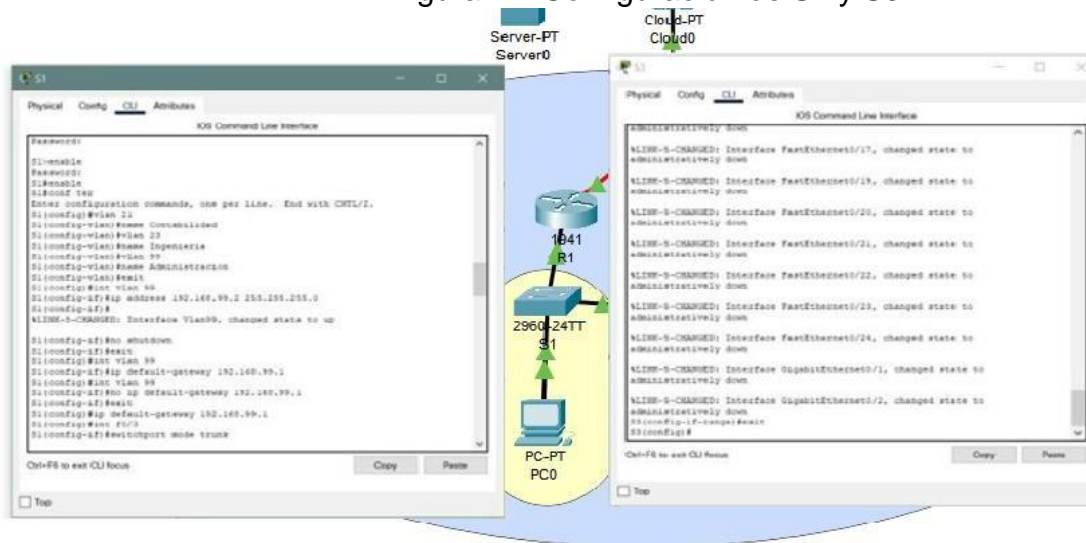 Configuración de S1 y S3
Server-PT
Server0
Cloud-PT
Cloud0
1941
R1
2960-24TT
S1
PC-PT
PC0
S1
Physical Config CLI Attributes
IOS Command Line Interface
Password:
S1>enable
Password:
S1#enable
S1#conf ter
Enter configuration commands, one per line. End with CNTL/Z.
S1(config)#vlan 21
S1(config-vlan)#name Contabilidad
S1(config-vlan)#vlan 23
S1(config-vlan)#name Ingenieria
S1(config-vlan)#vlan 99
S1(config-vlan)#name Administracion
S1(config-vlan)#exit
S1(config)#int vlan 99
S1(config-if)#ip address 192.168.99.2 255.255.255.0
S1(config-if)#
%LINK-5-CHANGED: Interface Vlan99, changed state to up
S1(config-if)#no shutdown
S1(config-if)#exit
S1(config)#int vlan 99
S1(config-if)#ip default-gateway 192.168.99.1
S1(config)#int vlan 99
S1(config-if)#no ip default-gateway 192.168.99.1
S1(config-if)#exit
S1(config)#ip default-gateway 192.168.99.1
S1(config)#int f0/3
S1(config-if)#switchport mode trunk
Ctrl+F6 to exit CLI focus
Copy Paste
Top
S3
Physical Config CLI Attributes
IOS Command Line Interface
administratively down
%LINK-5-CHANGED: Interface FastEthernet0/17, changed state to
administratively down
%LINK-5-CHANGED: Interface FastEthernet0/19, changed state to
administratively down
%LINK-5-CHANGED: Interface FastEthernet0/20, changed state to
administratively down
%LINK-5-CHANGED: Interface FastEthernet0/21, changed state to
administratively down
%LINK-5-CHANGED: Interface FastEthernet0/22, changed state to
administratively down
%LINK-5-CHANGED: Interface FastEthernet0/23, changed state to
administratively down
%LINK-5-CHANGED: Interface FastEthernet0/24, changed state to
administratively down
%LINK-5-CHANGED: Interface GigabitEthernet0/1, changed state to
administratively down
%LINK-5-CHANGED: Interface GigabitEthernet0/2, changed state to
administratively down
S3(config-if-range)#exit
S3(config)#
Ctrl+F6 to exit CLI focus
Copy Paste
Top